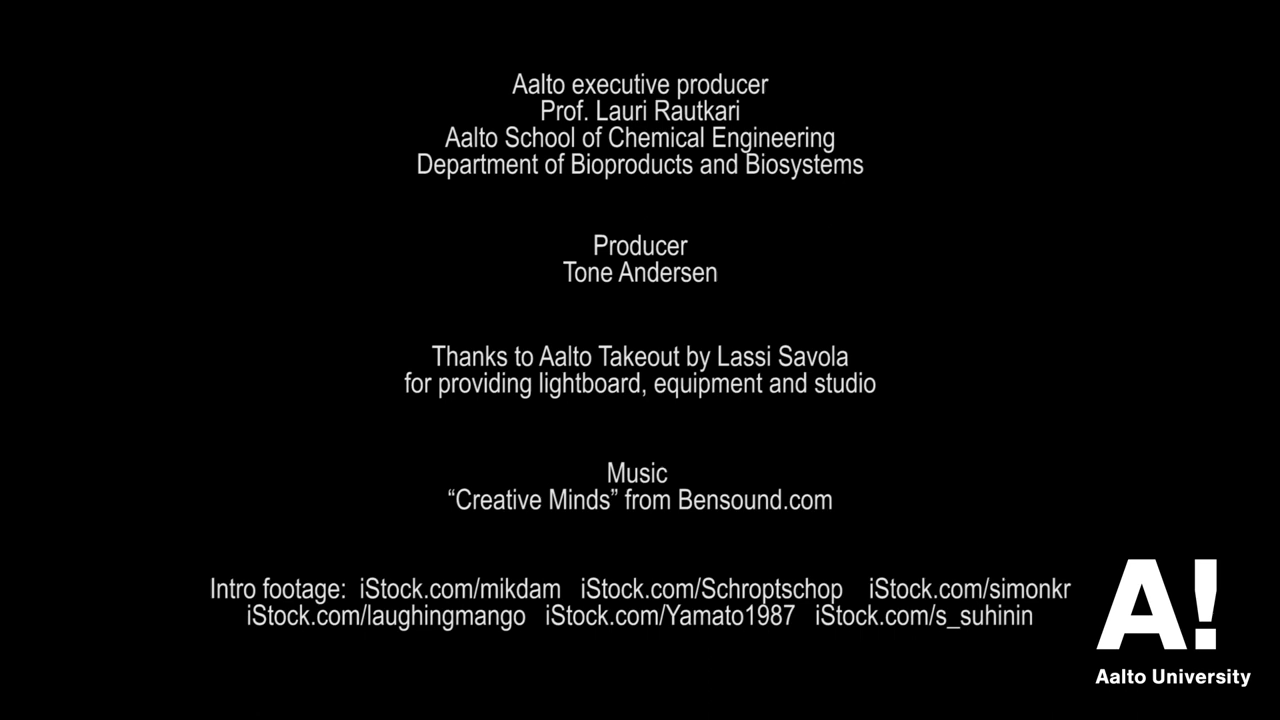 Aalto executive producer
Prof. Lauri Rautkari
Aalto School of Chemical Engineering
Department of Bioproducts and Biosystems
Producer
Tone Andersen
Thanks to Aalto Takeout by Lassi Savola
for providing lightboard, equipment and studio
Music
“Creative Minds” from Bensound.com
Intro footage: iStock.com/mikdam iStock.com/Schroptschop iStock.com/simonkr
iStock.com/laughingmango iStock.com/Yamato1987 iStock.com/s_suhinin
A!
Aalto University